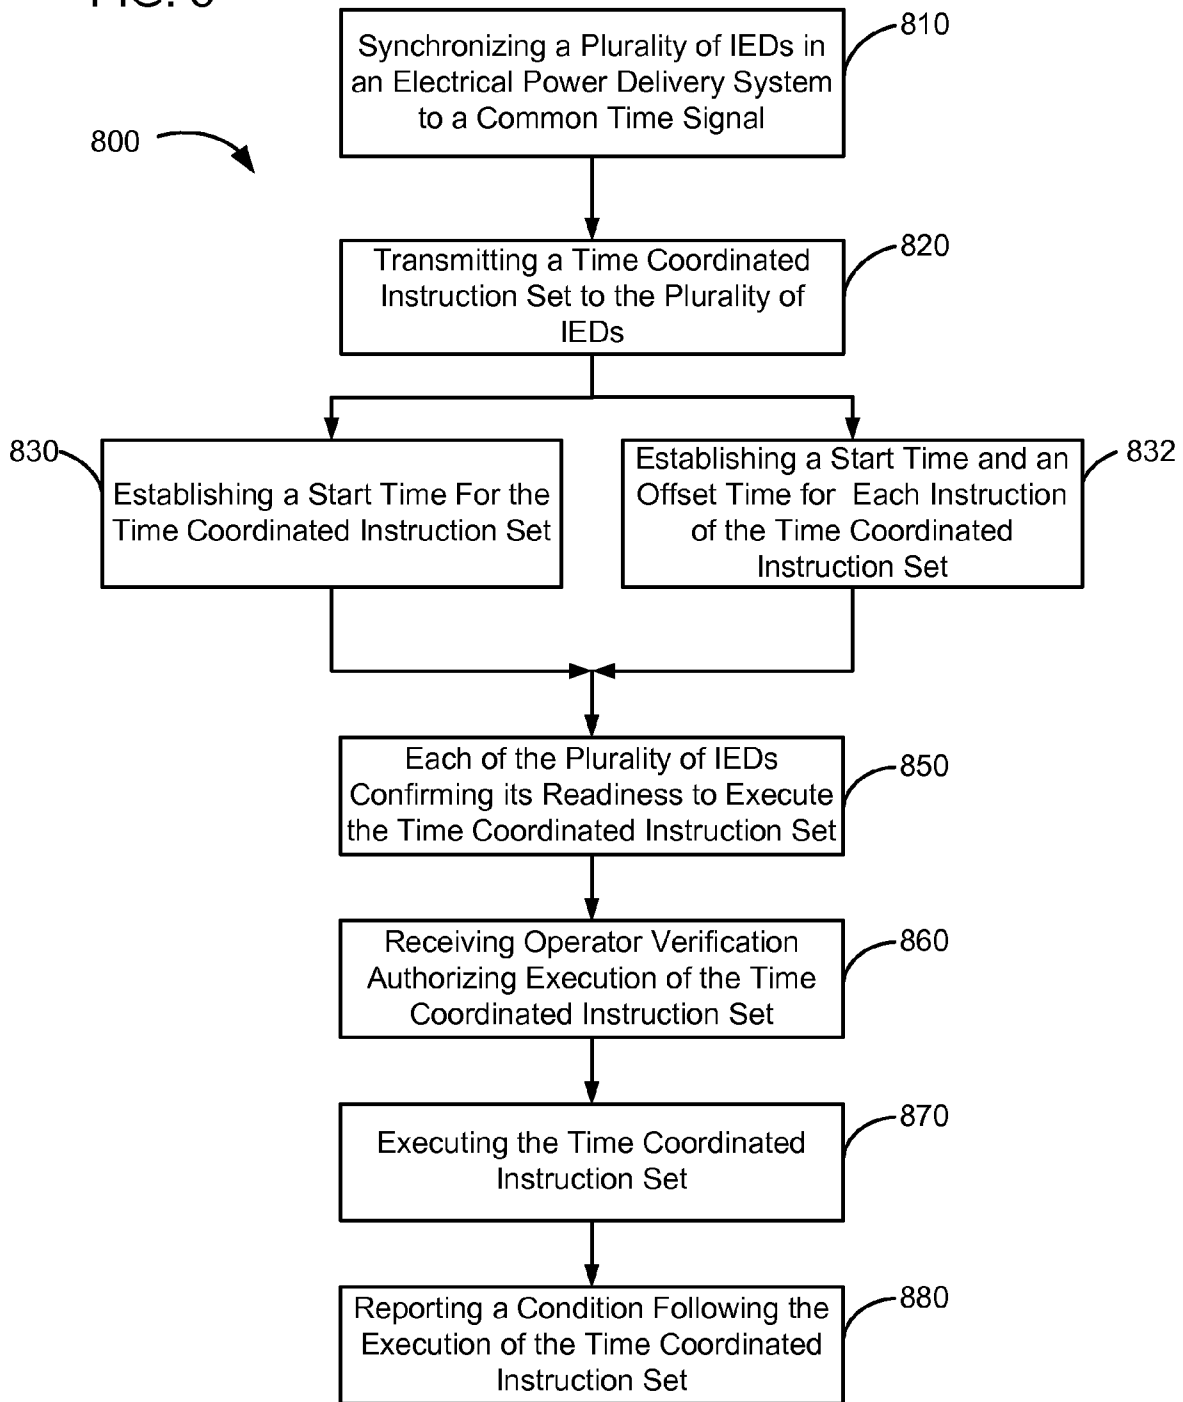 810
Synchronizing a Plurality of IEDs in
an Electrical Power Delivery System
to a Common Time Signal
800
820
Transmitting a Time Coordinated
Instruction Set to the Plurality of
IEDs
830
Establishing a Start Time For the
Time Coordinated Instruction Set
832
Establishing a Start Time and an
Offset Time for Each Instruction
of the Time Coordinated
Instruction Set
850
Each of the Plurality of IEDs
Confirming its Readiness to Execute
the Time Coordinated Instruction Set
860
Receiving Operator Verification
Authorizing Execution of the Time
Coordinated Instruction Set
870
Executing the Time Coordinated
Instruction Set
880
Reporting a Condition Following the
Execution of the Time Coordinated
Instruction Set